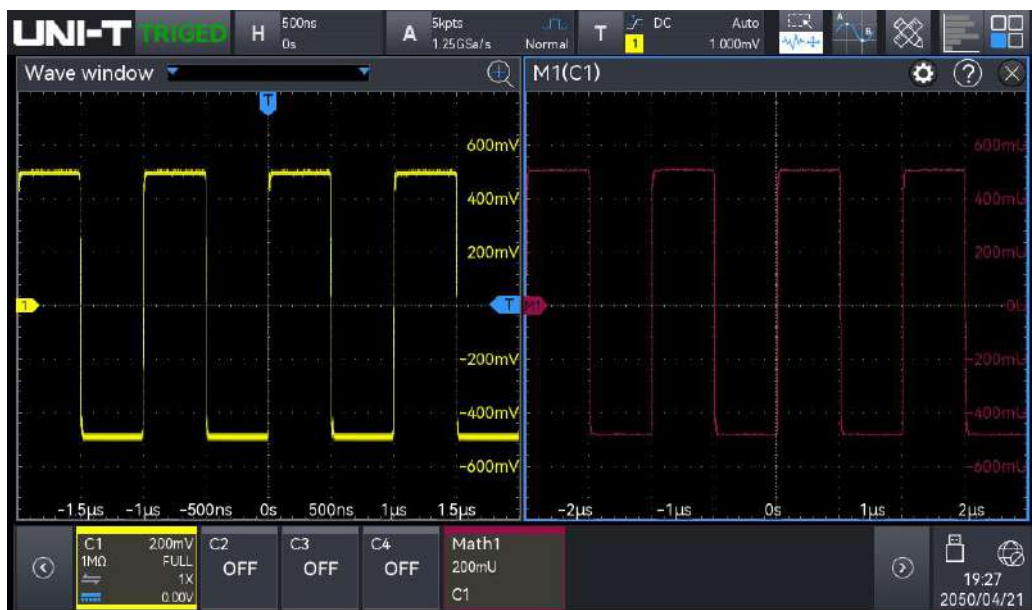 UNI-T TRIGED H 500ns 0s A 5kpts 1.25GSa/s Normal T DC 1 Auto 1.000mV
Wave window
T
600mV
400mV
200mV
1
T
-200mV
-400mV
-600mV
-1.5µs -1µs -500ns 0s 500ns 1µs 1.5µs
M1(C1)
600mU
400mU
200mU
M1
0U
-200mU
-400mU
-600mU
-2µs -1µs 0s 1µs 2µs
C1 200mV
1MΩ FULL
1X
0.00V
C2
OFF
C3
OFF
C4
OFF
Math1
200mU
C1
19:27
2050/04/21